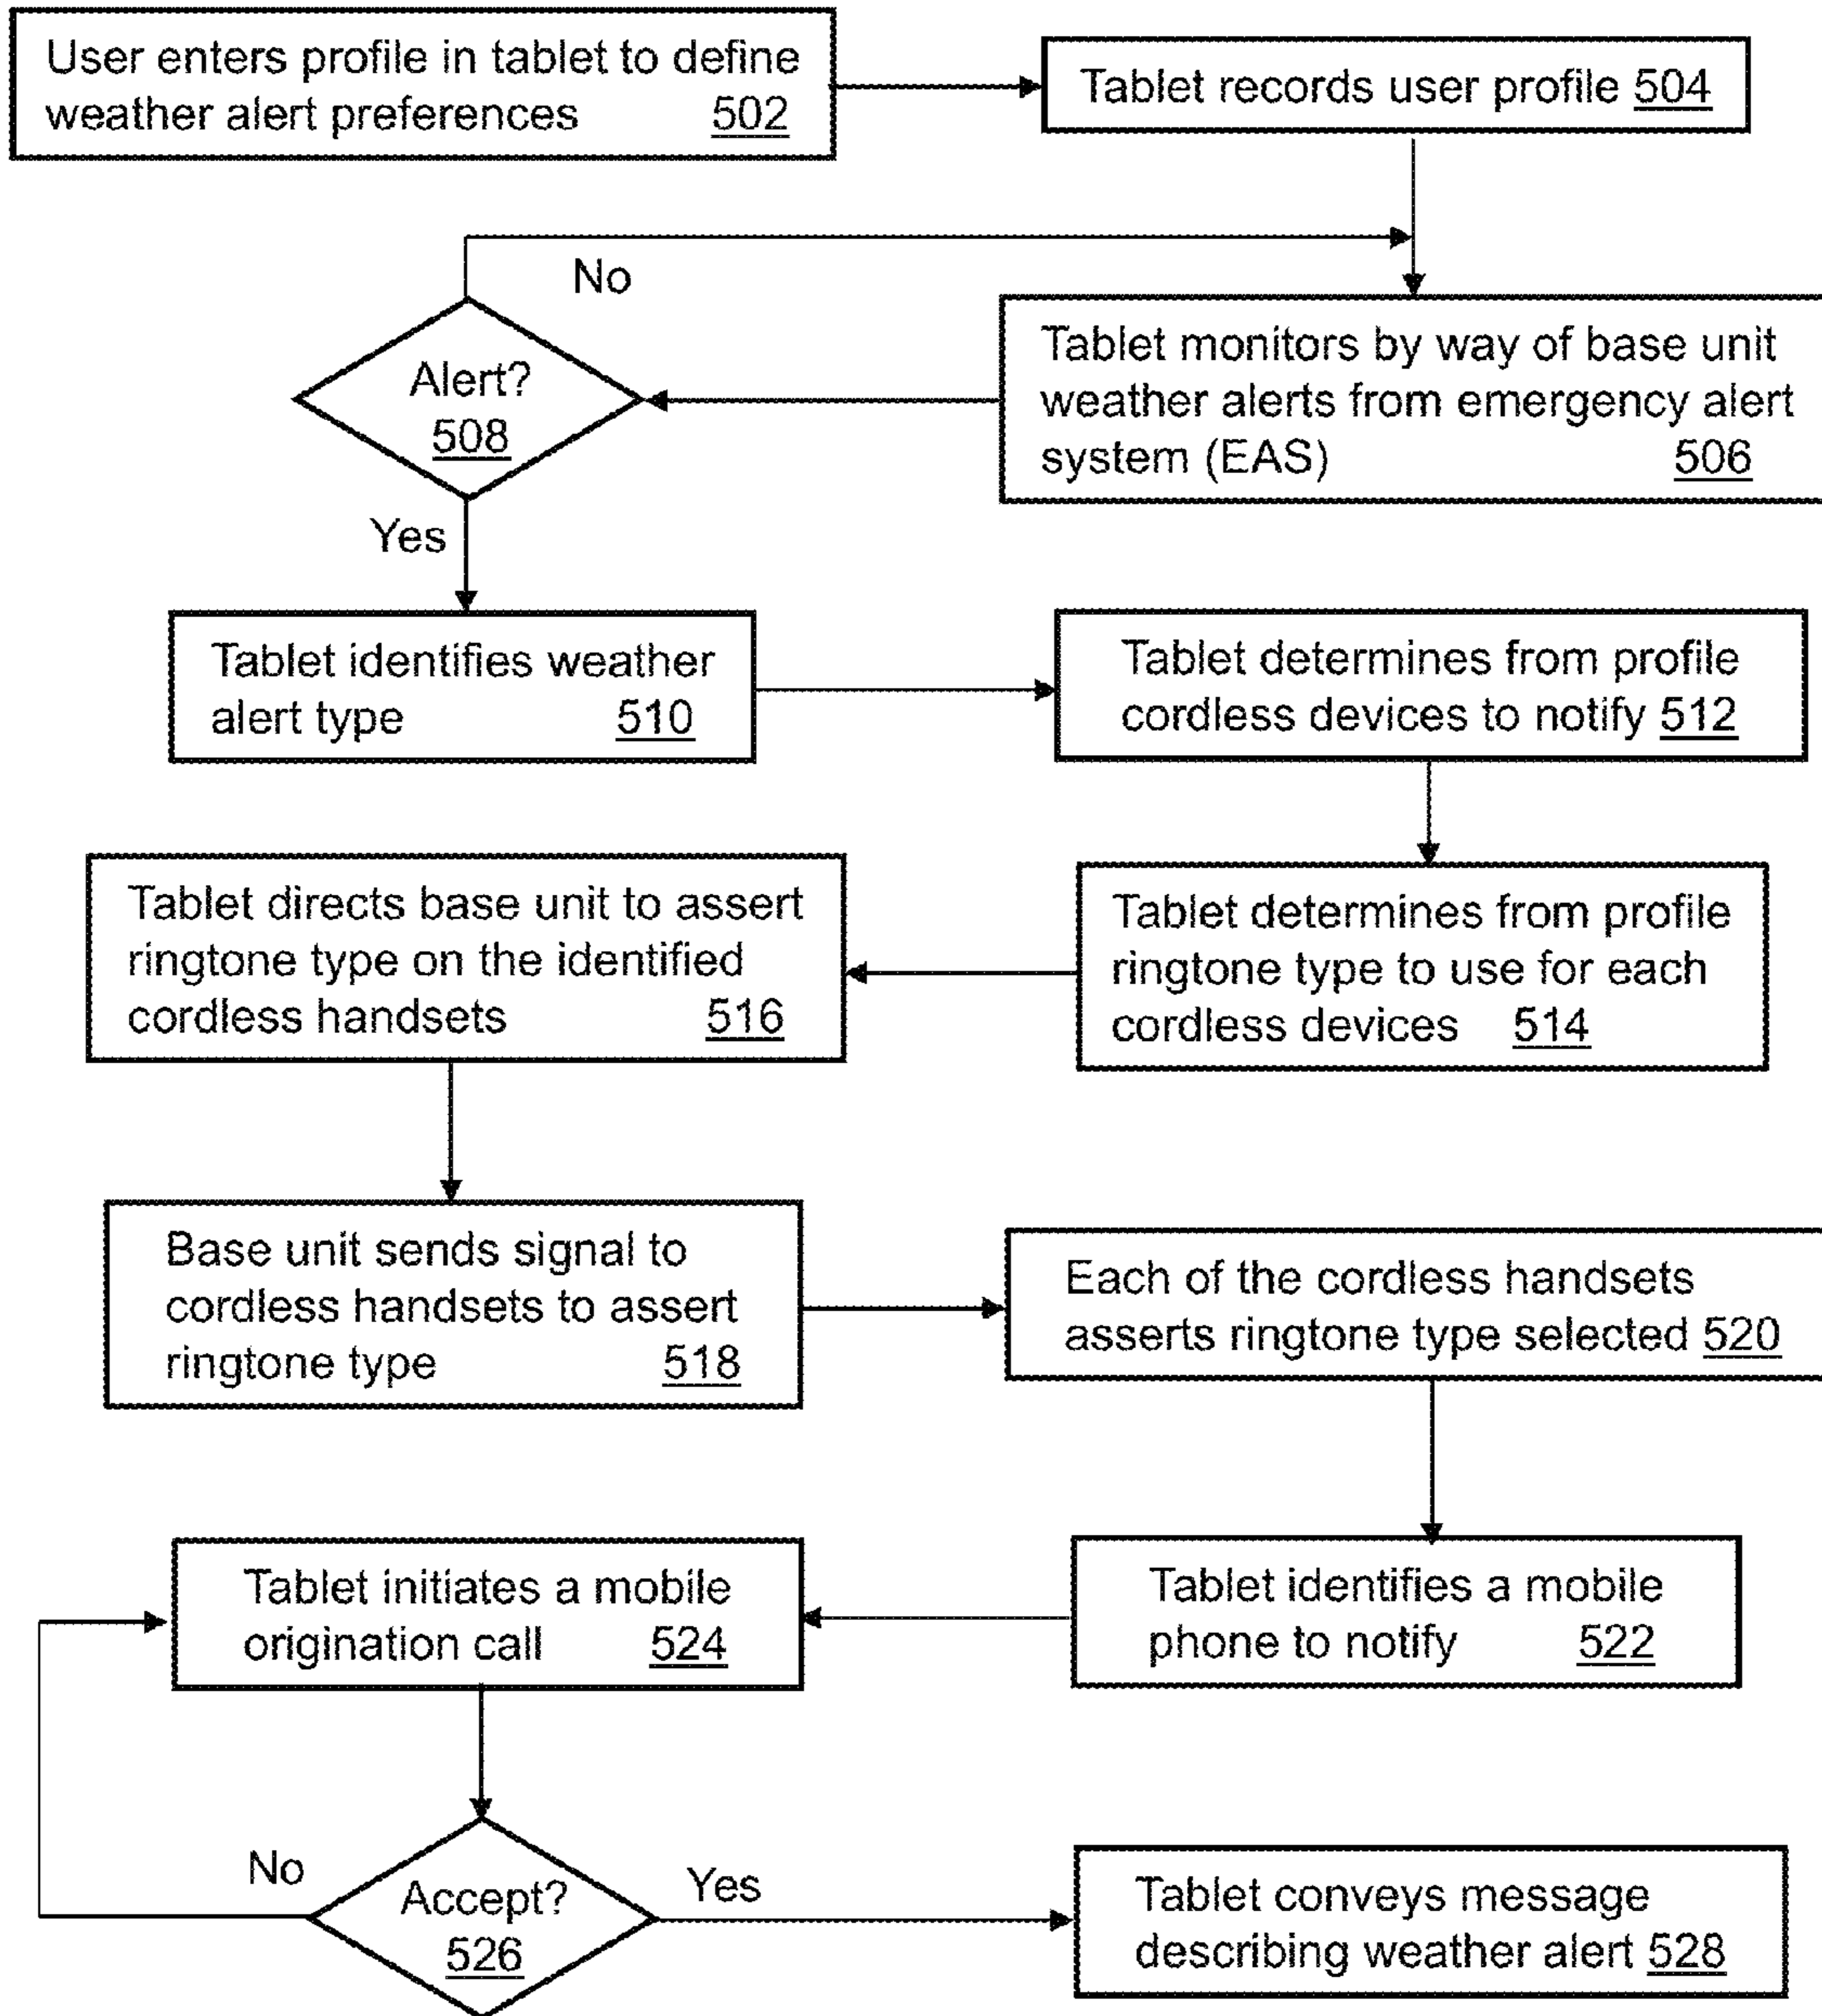 User enters profile in tablet to define
weather alert preferences 502
Tablet records user profile 504
No
Alert?
508
Tablet monitors by way of base unit
weather alerts from emergency alert
system (EAS) 506
Yes
Tablet identifies weather
alert type 510
Tablet determines from profile
cordless devices to notify 512
Tablet determines from profile
ringtone type to use for each
cordless devices 514
Tablet directs base unit to assert
ringtone type on the identified
cordless handsets 516
Base unit sends signal to
cordless handsets to assert
ringtone type 518
Each of the cordless handsets
asserts ringtone type selected 520
Tablet identifies a mobile
phone to notify 522
Tablet initiates a mobile
origination call 524
No
Accept?
526
Yes
Tablet conveys message
describing weather alert 528